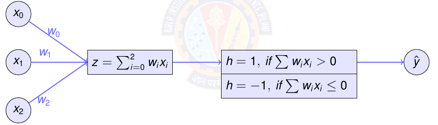 x₀
w₀
x₁
w₁
x₂
w₂
z = ∑²ᵢ₌₀ wᵢxᵢ
h = 1, if ∑ wᵢxᵢ > 0
h = −1, if ∑ wᵢxᵢ ≤ 0
ŷ